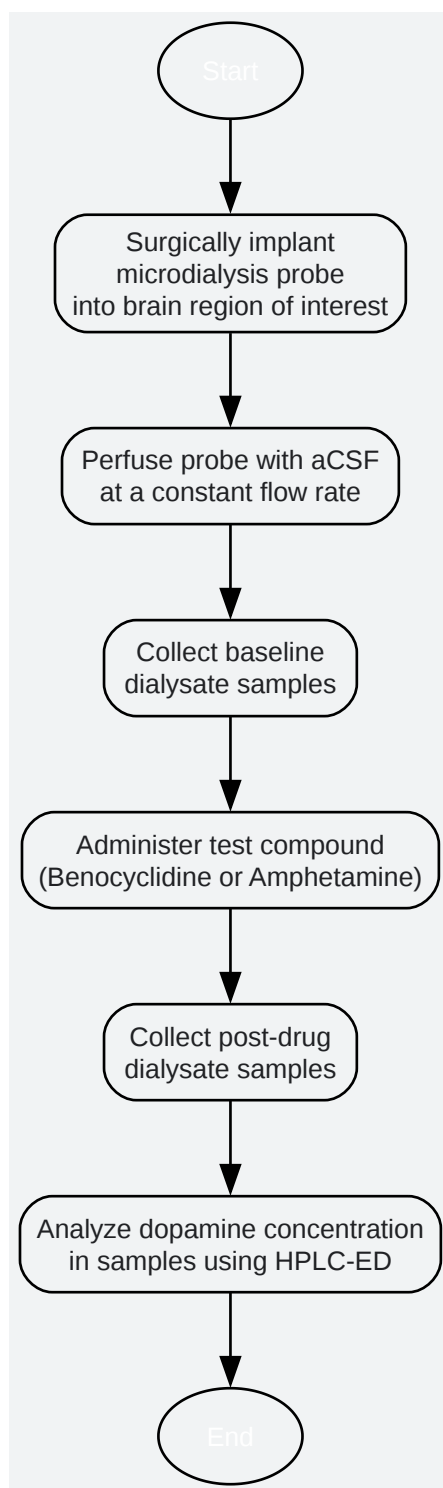 Start
Surgically implant
microdialysis probe
into brain region of interest
Perfuse probe with aCSF
at a constant flow rate
Collect baseline
dialysate samples
Administer test compound
(Benocyclidine or Amphetamine)
Collect post-drug
dialysate samples
Analyze dopamine concentration
in samples using HPLC-ED
End